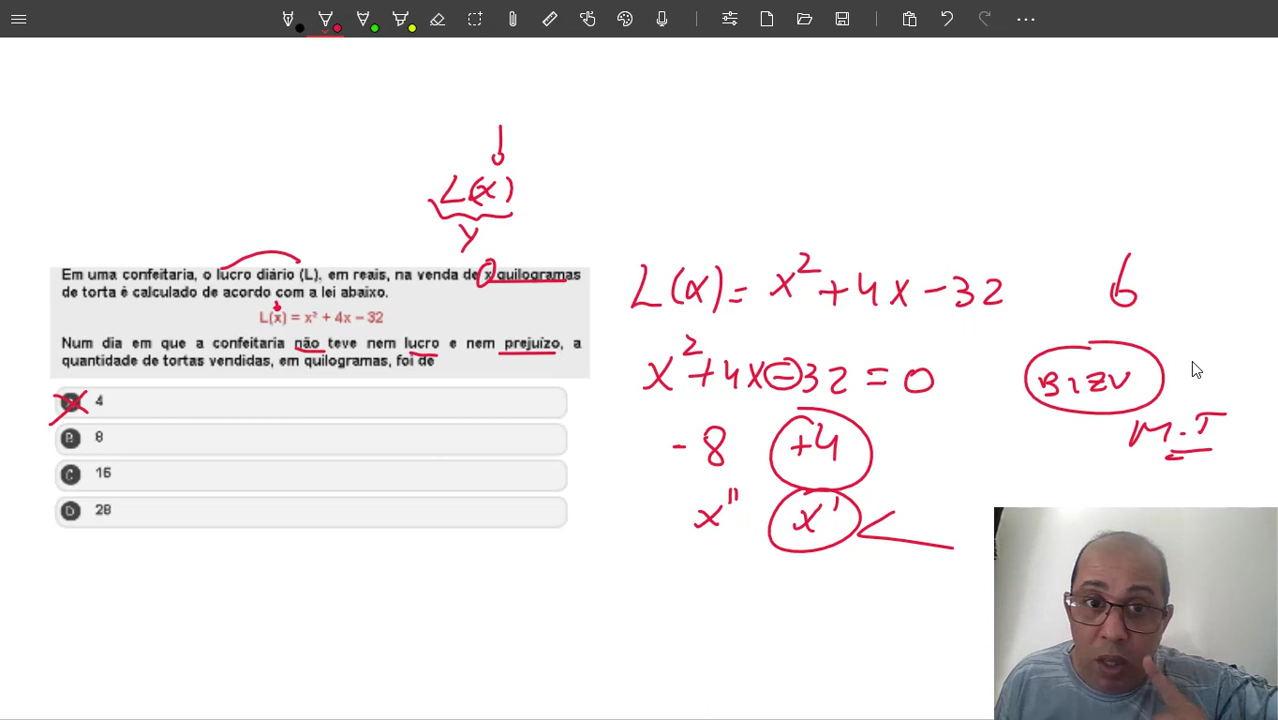 L(x)
y
Em uma confeitaria, o lucro diário (L), em reais, na venda de x quilogramas
de torta é calculado de acordo com a lei abaixo.
L(x) = x² + 4x – 32
Num dia em que a confeitaria não teve nem lucro e nem prejuízo, a
quantidade de tortas vendidas, em quilogramas, foi de
4
B 8
C 16
D 28
L(x) = x² + 4x – 32
6
x² + 4x – 32 = 0
BIZU
M.T
-8 +4
x'' x'